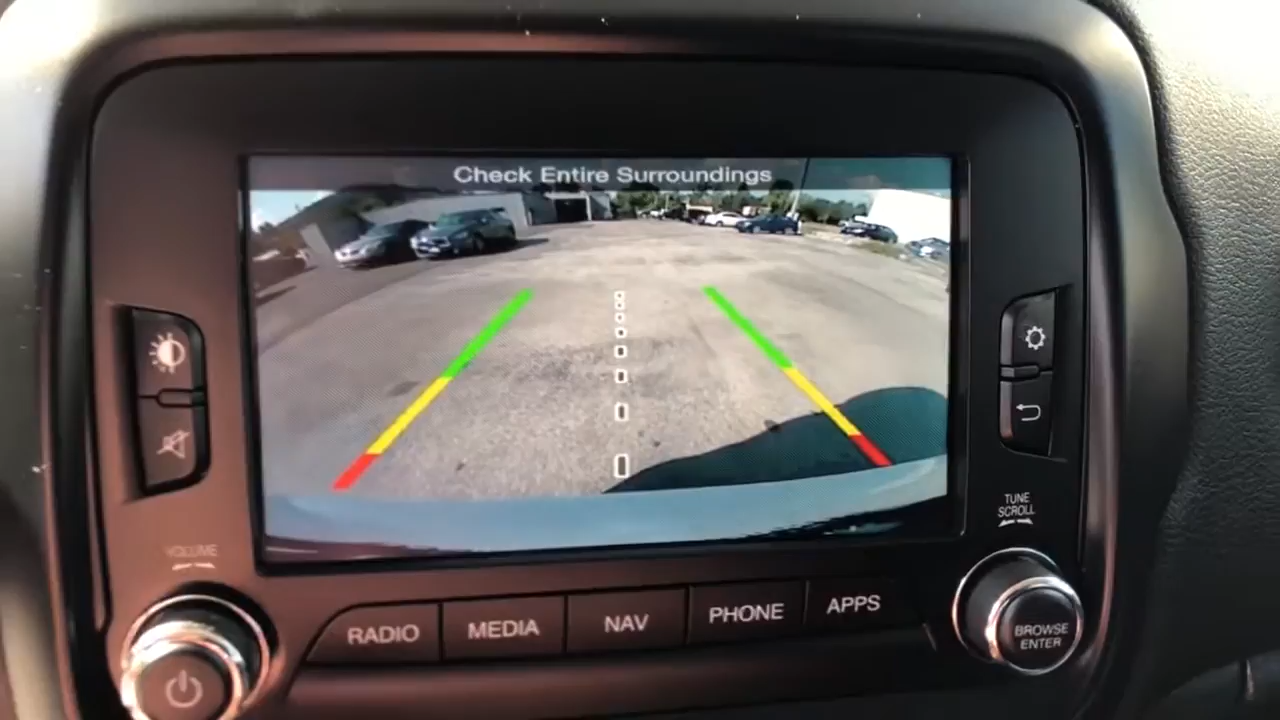 Check Entire Surroundings
TUNE
SCROLL
VOLUME
RADIO
MEDIA
NAV
PHONE
APPS
BROWSE
ENTER